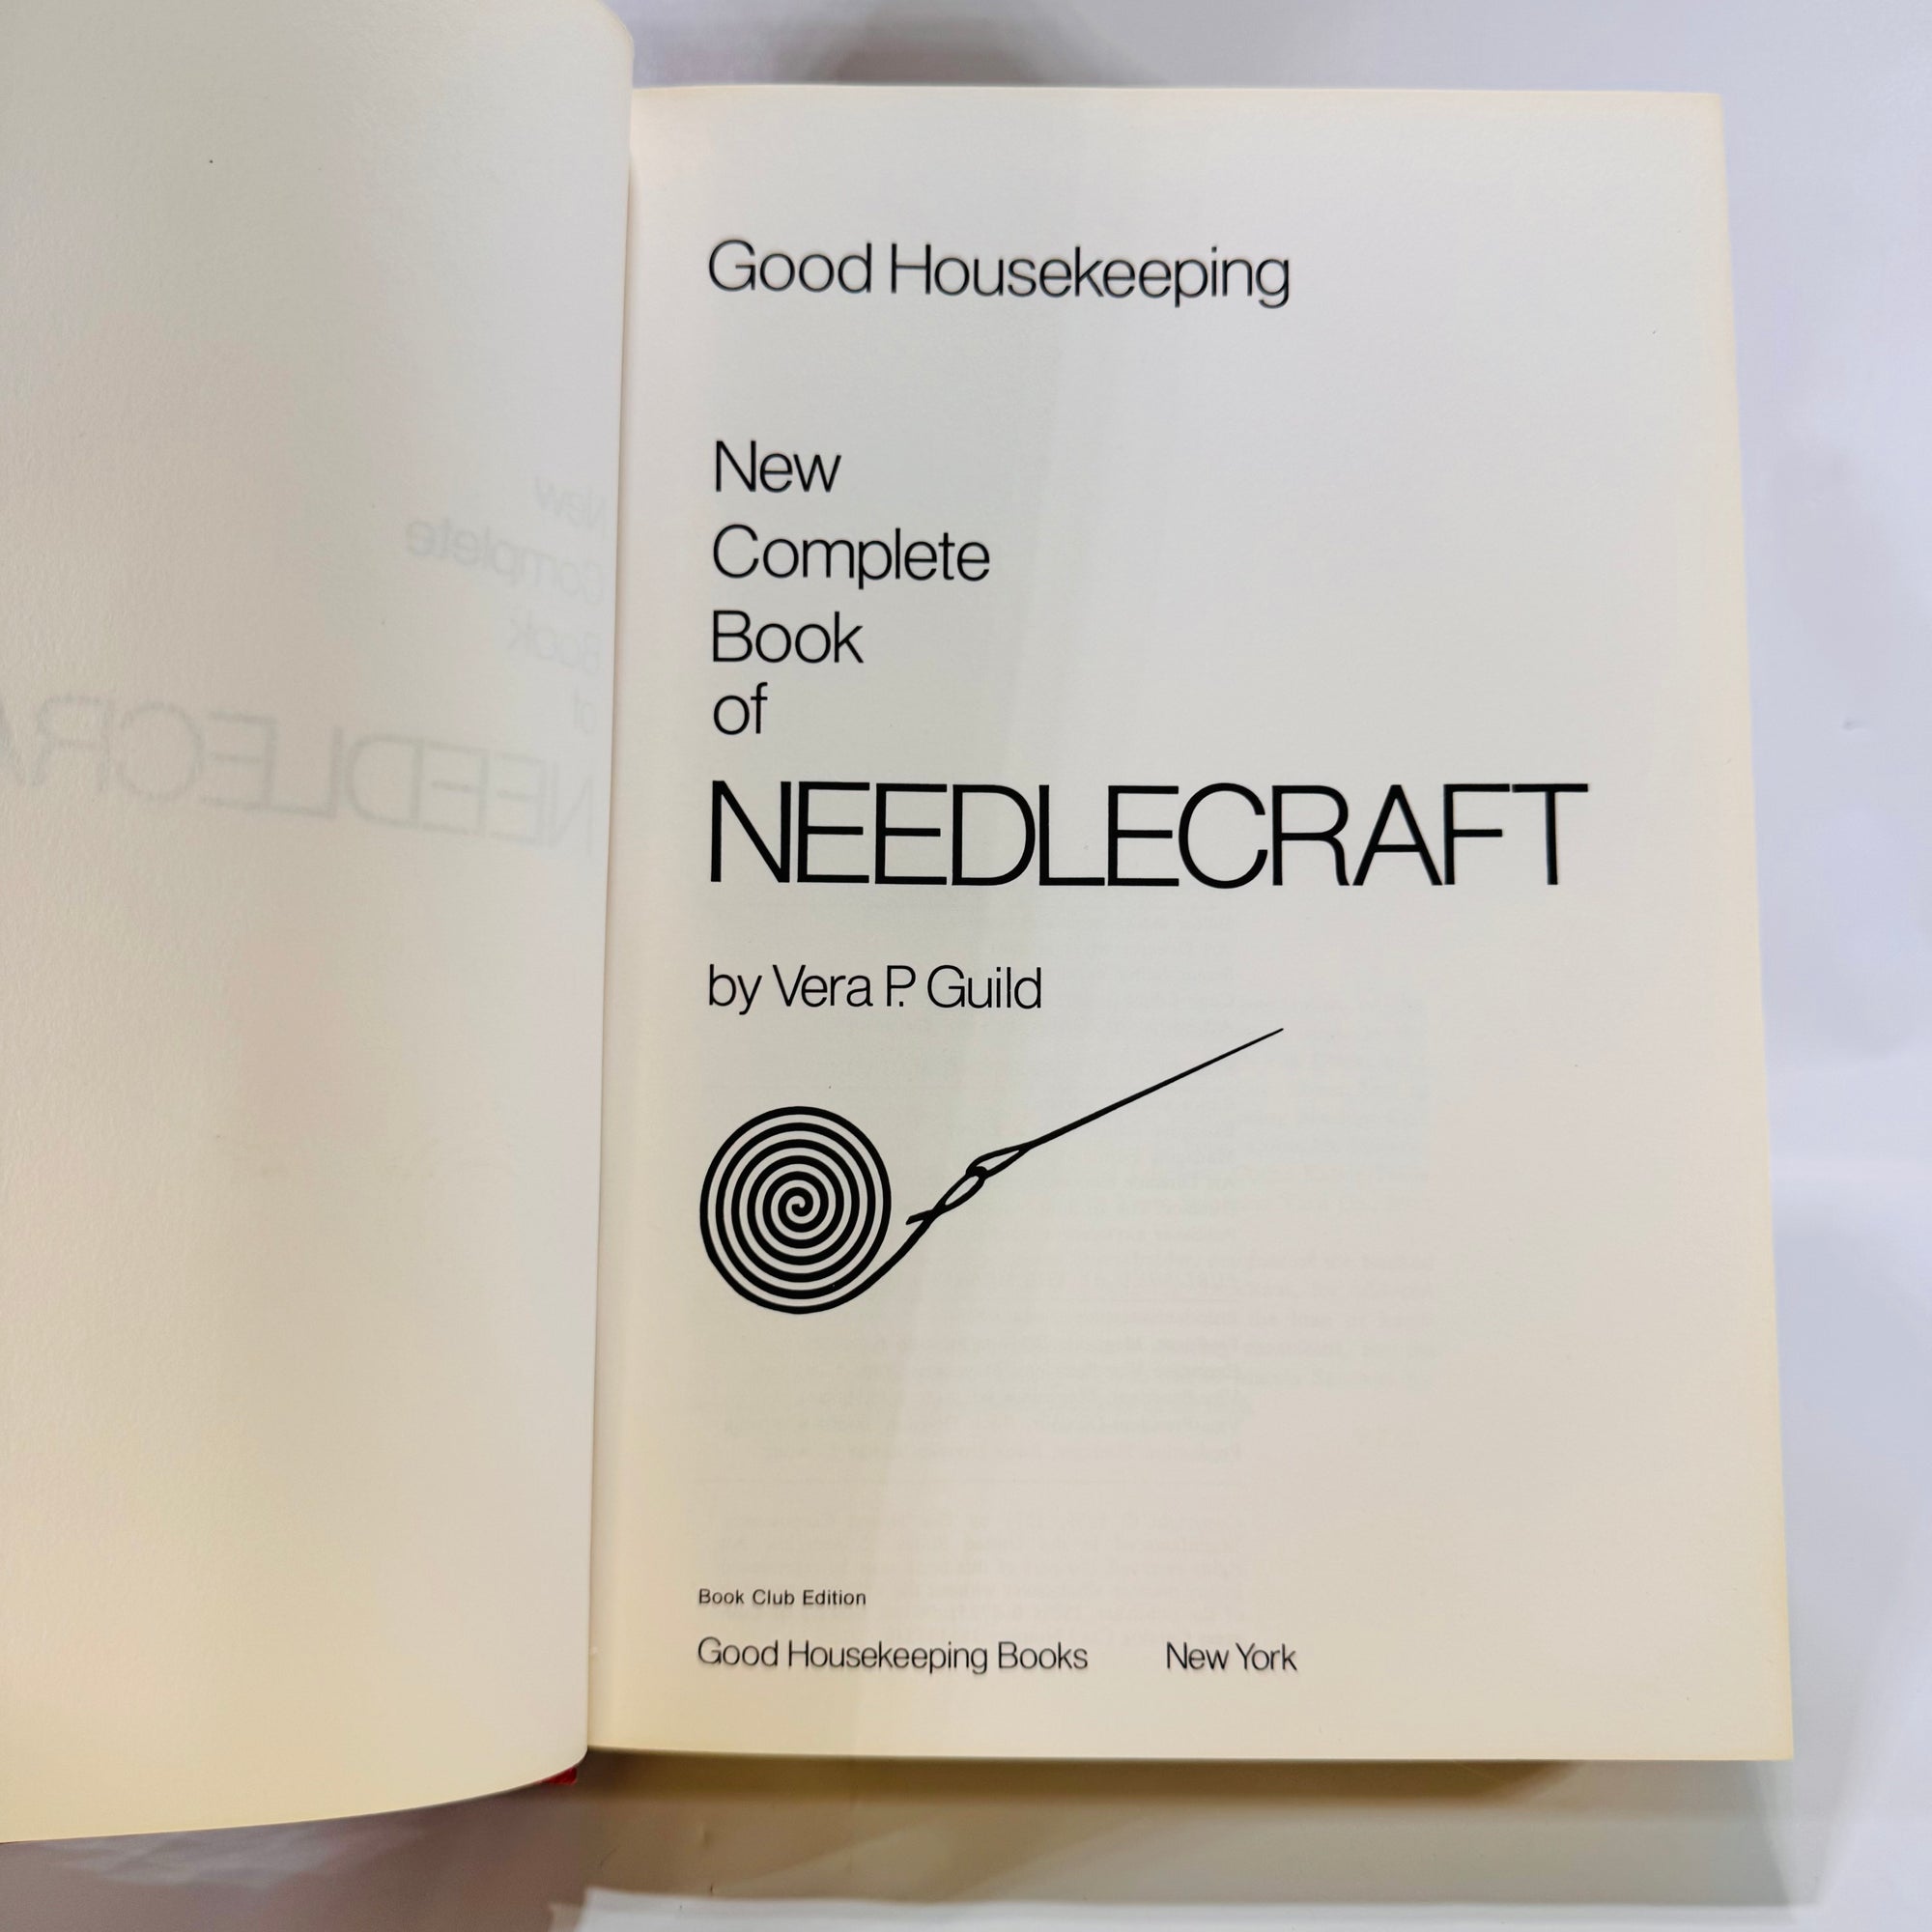 Good Housekeeping
New
Complete
Book
of
NEEDLECRAFT
by Vera P. Guild
Book Club Edition
Good Housekeeping Books New York